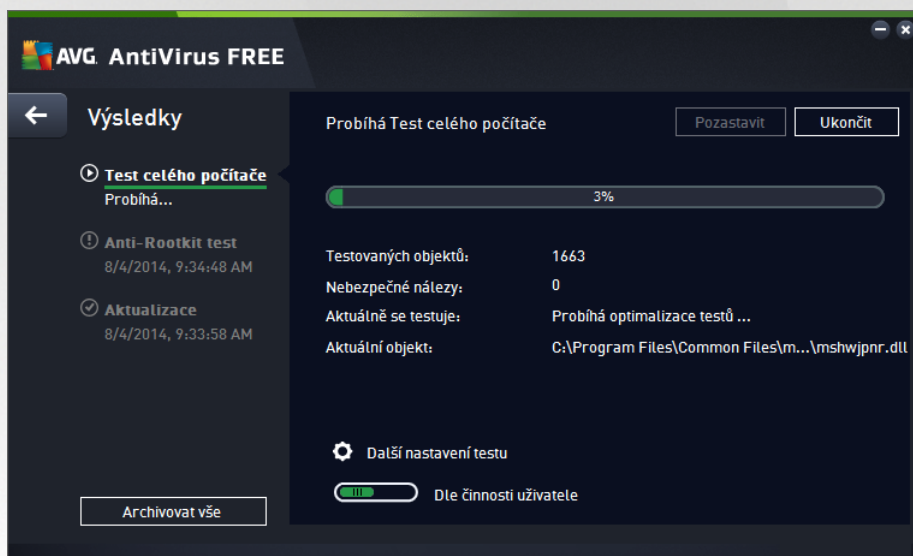 AVG. AntiVirus FREE
Výsledky
Test celého počítače
Probíhá...
Anti-Rootkit test
8/4/2014, 9:34:48 AM
Aktualizace
8/4/2014, 9:33:58 AM
Archivovat vše
Probíhá Test celého počítače
Pozastavit
Ukončit
3%
Testovaných objektů: 1663
Nebezpečné nálezy: 0
Aktuálně se testuje: Probíhá optimalizace testů ...
Aktuální objekt: C:\Program Files\Common Files\m...\mshwjpnr.dll
Další nastavení testu
Dle činnosti uživatele